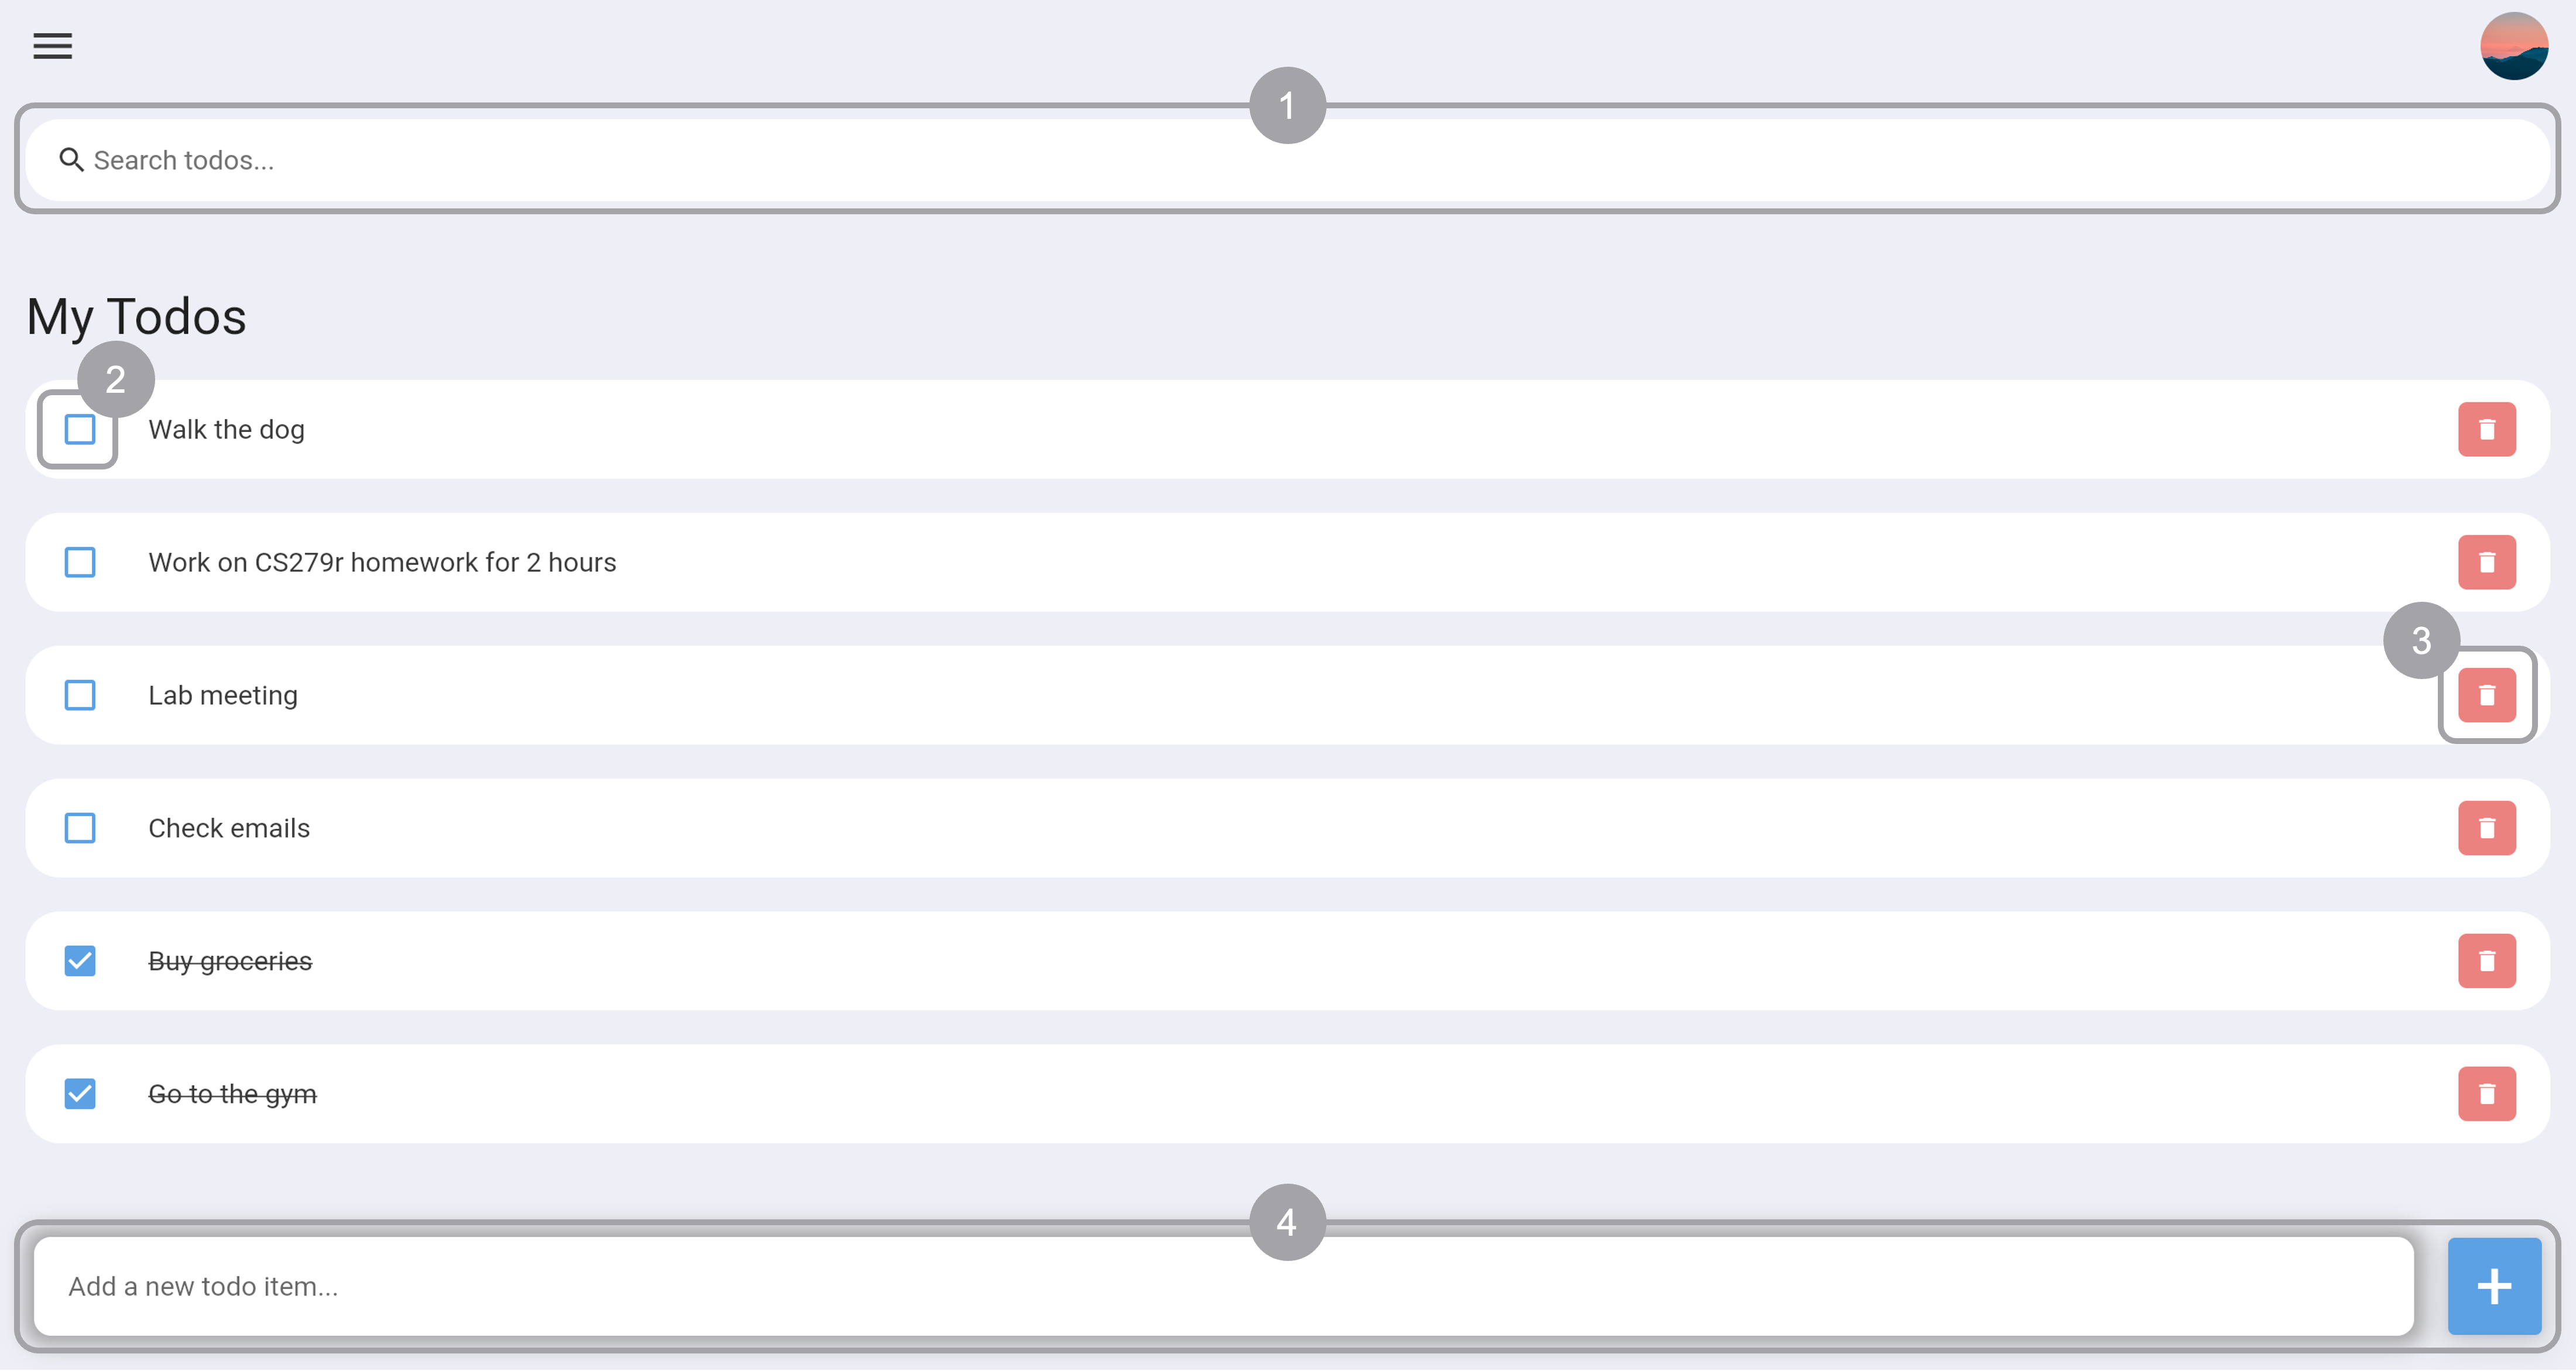 1
Search todos...
My Todos
2
Walk the dog
Work on CS279r homework for 2 hours
3
Lab meeting
Check emails
Buy groceries
Go to the gym
4
Add a new todo item...